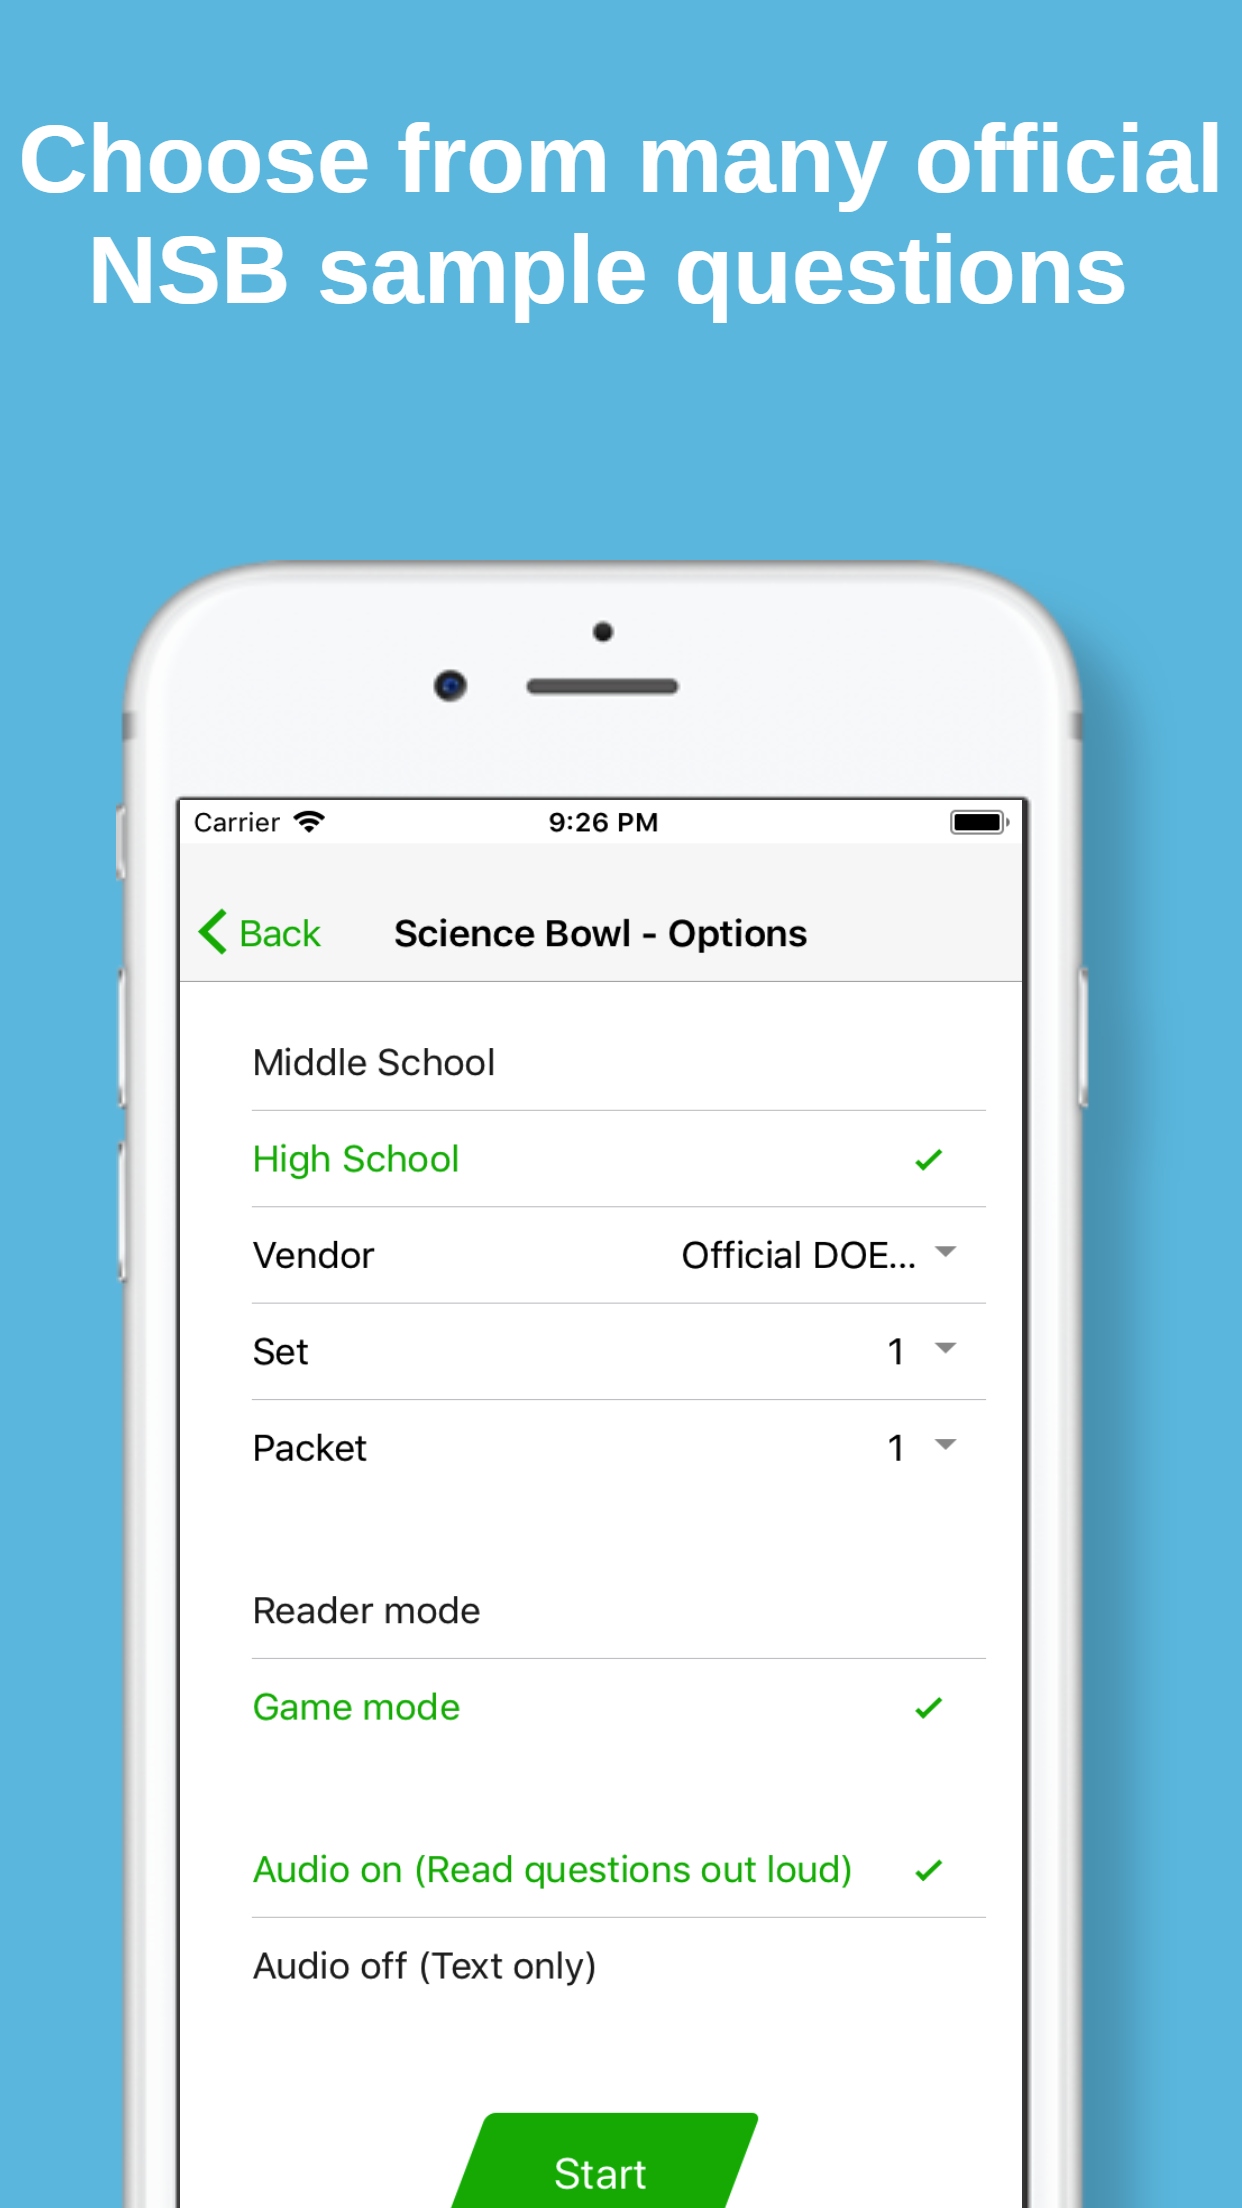 Choose from many official
NSB sample questions
Carrier 9:26 PM
Back Science Bowl - Options
Middle School
High School
Vendor Official DOE...
Set 1
Packet 1
Reader mode
Game mode
Audio on (Read questions out loud)
Audio off (Text only)
Start